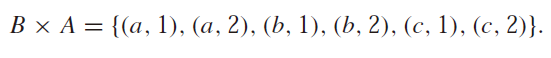 B × A = {(a, 1), (a, 2), (b, 1), (b, 2), (c, 1), (c, 2)}.